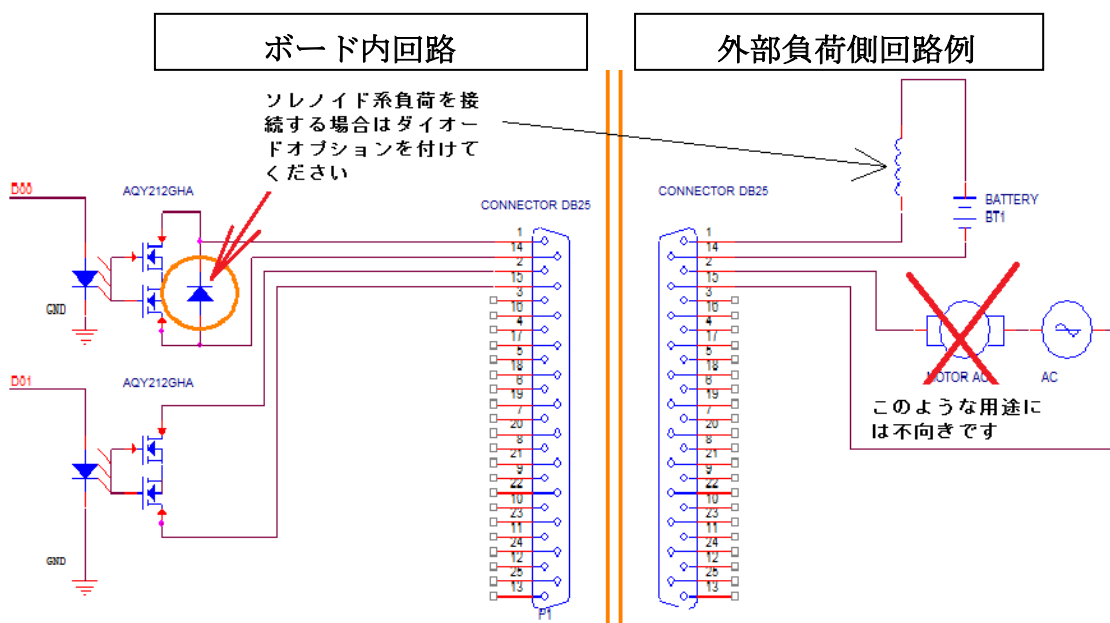 ボード内回路
外部負荷側回路例
ソレノイド系負荷を接
続する場合はダイオー
ドオプションを付けて
ください
D00
AQY212GHA
GND
D01
AQY212GHA
GND
CONNECTOR DB25
1
14
2
15
3
16
4
17
5
18
6
19
7
20
8
21
9
22
10
23
11
24
12
25
13
P1
CONNECTOR DB25
1
14
2
15
3
16
4
17
5
18
6
19
7
20
8
21
9
22
10
23
11
24
12
25
13
BATTERY
BT1
MOTOR AC
AC
このような用途に
は不向きです